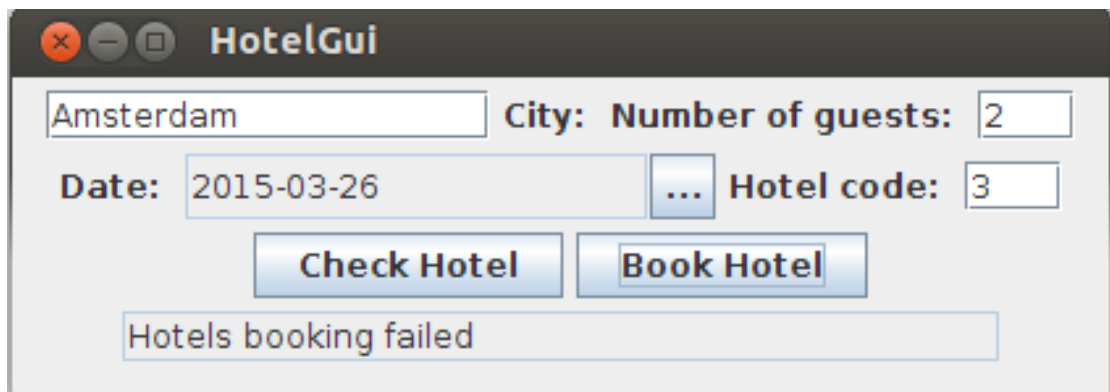 HotelGui
Amsterdam City: Number of guests: 2
Date: 2015-03-26 ... Hotel code: 3
Check Hotel Book Hotel
Hotels booking failed